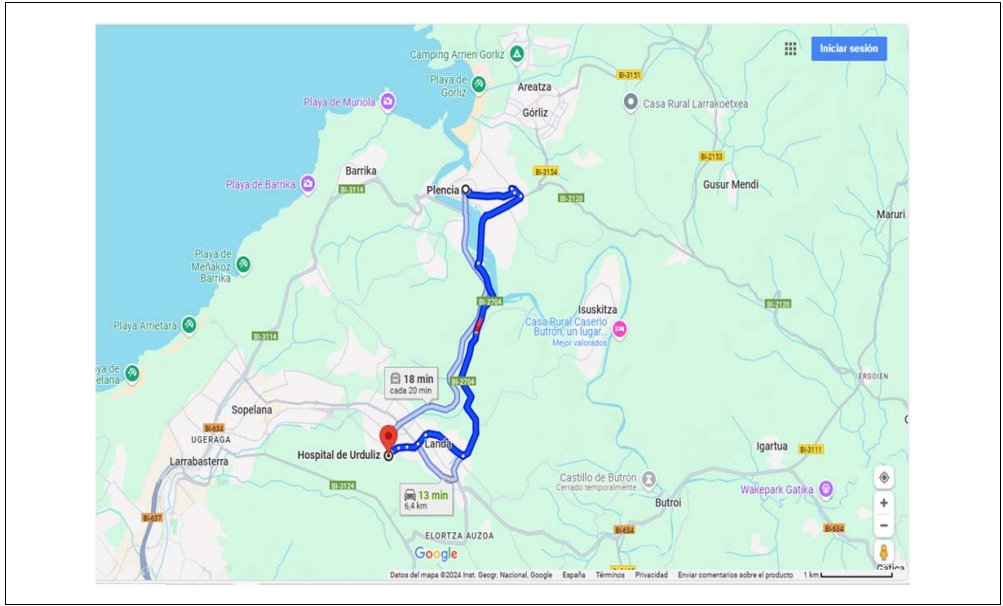 Iniciar sesión
Camping Arrien Gorliz
BI-3151
Playa de
Gorliz
Areatza
Casa Rural Larrakoetxea
Playa de Muriola
Górliz
BI-2153
Barrika
BI-3154
Playa de Barrika
BI-3114
Plencia
BI-2120
Gusur Mendi
Maruri
Playa de
Meñakoz
Barrika
BI-2704
Isuskitza
BI-2120
Casa Rural Caserio
Butrón, un lugar...
Mejor valorados
Playa Arrietara
BI-3114
ya de
elana
18 min
cada 20 min
BI-2704
ERGOIEN
Sopelana
BI-634
UGERAGA
Landa
Hospital de Urduliz
Larrabasterra
Igartua
BI-3111
Castillo de Butrón
Cerrado temporalmente
BI-3124
13 min
6,4 km
Wakepark Gatika
Butroi
BI-637
BI-634
BI-634
ELORTZA AUZOA
Google
Gatica
Datos del mapa ©2024 Inst. Geogr. Nacional, Google España Términos Privacidad Enviar comentarios sobre el producto 1 km